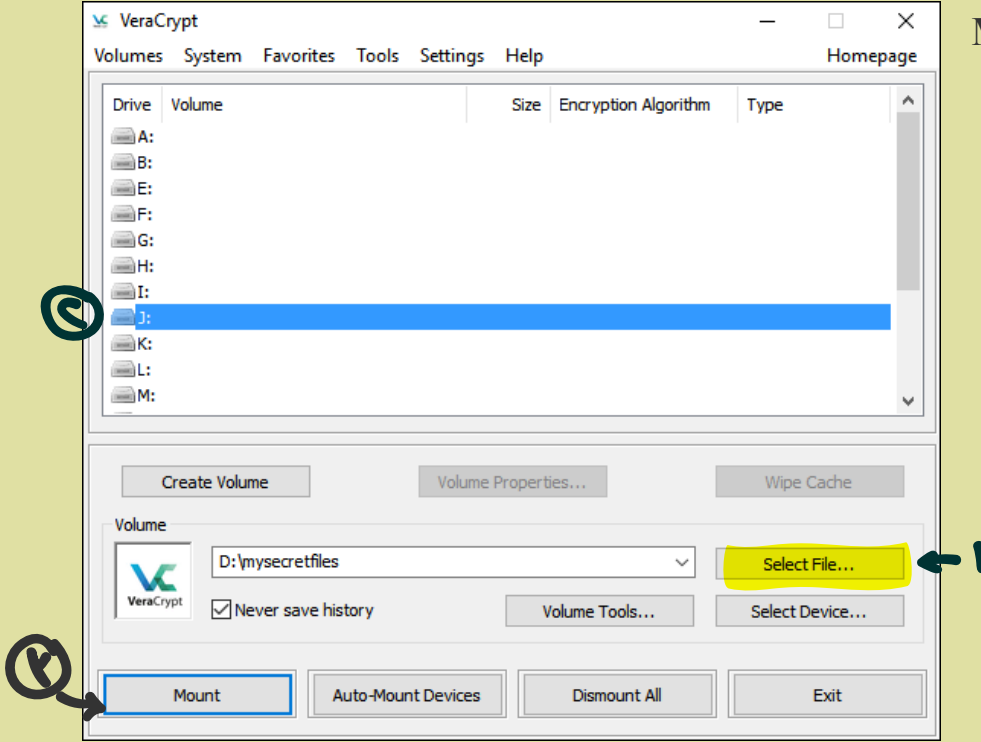 VeraCrypt
Volumes System Favorites Tools Settings Help Homepage
Drive Volume Size Encryption Algorithm Type
A:
B:
E:
F:
G:
H:
I:
J:
K:
L:
M:
Create Volume Volume Properties... Wipe Cache
Volume
D:\mysecretfiles Select File...
VeraCrypt
Never save history Volume Tools... Select Device...
Mount Auto-Mount Devices Dismount All Exit